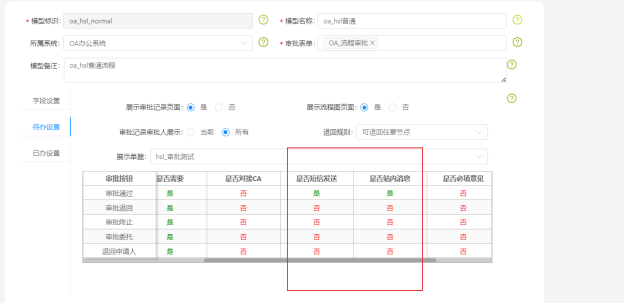 * 模型标识: oa_hsl_normal * 模型名称: oa_hsl普通
所属系统: OA办公系统 * 审批表单: OA_流程审批 ×
模型备注: oa_hsl普通流程
字段设置
待办设置
已办设置
展示审批记录页面: 是 否 展示流程图页面: 是 否
审批记录审批人展示: 当前 所有 退回规则: 可退回任意节点
展示单据: hsl_审批测试
审批按钮 是否需要 是否对接CA 是否短信发送 是否站内消息 是否必填意见
审批通过 是 否 是 是 否
审批退回 是 否 否 否 否
审批终止 是 否 否 否 否
审批委托 是 否 否 否 否
退回申请人 是 否 否 否 否